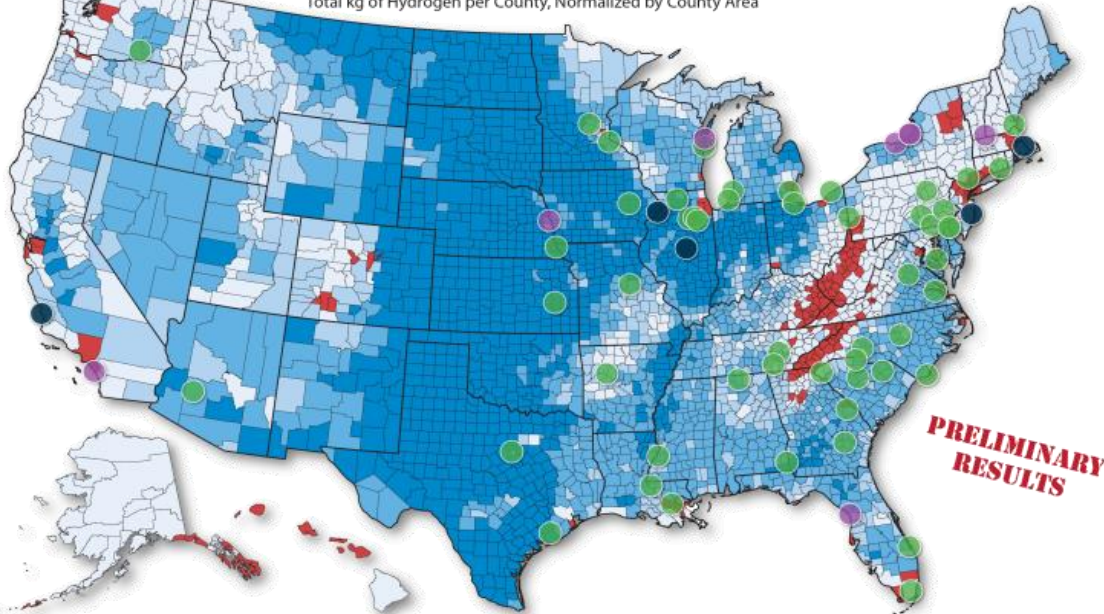 Total kg of Hydrogen per County, Normalized by County Area
PRELIMINARY
RESULTS